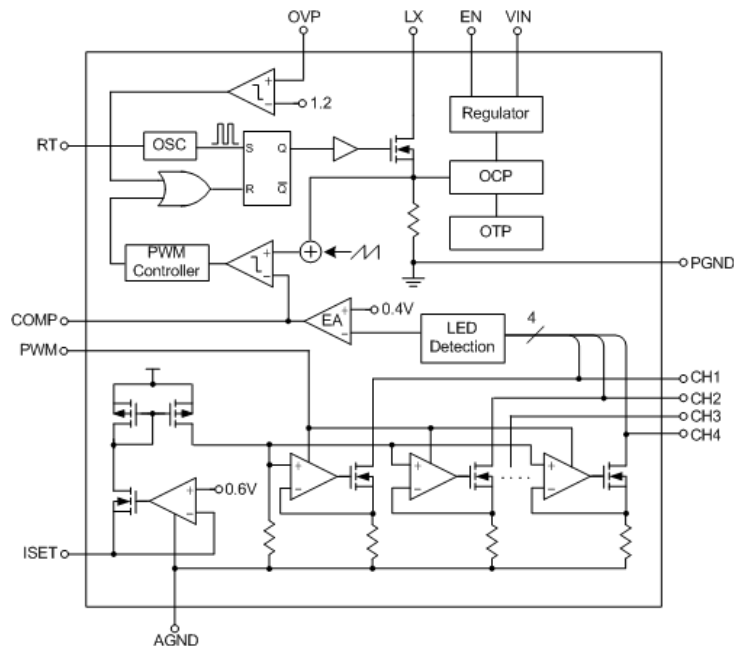 OVP
LX
EN
VIN
+
−
1.2
Regulator
RT
OSC
S
Q
R
Q̅
OCP
OTP
PWM
Controller
+
−
+
PGND
COMP
EA
+
−
0.4V
LED
Detection
4
PWM
CH1
CH2
CH3
CH4
+
−
0.6V
+
−
+
−
. . . .
+
−
ISET
AGND